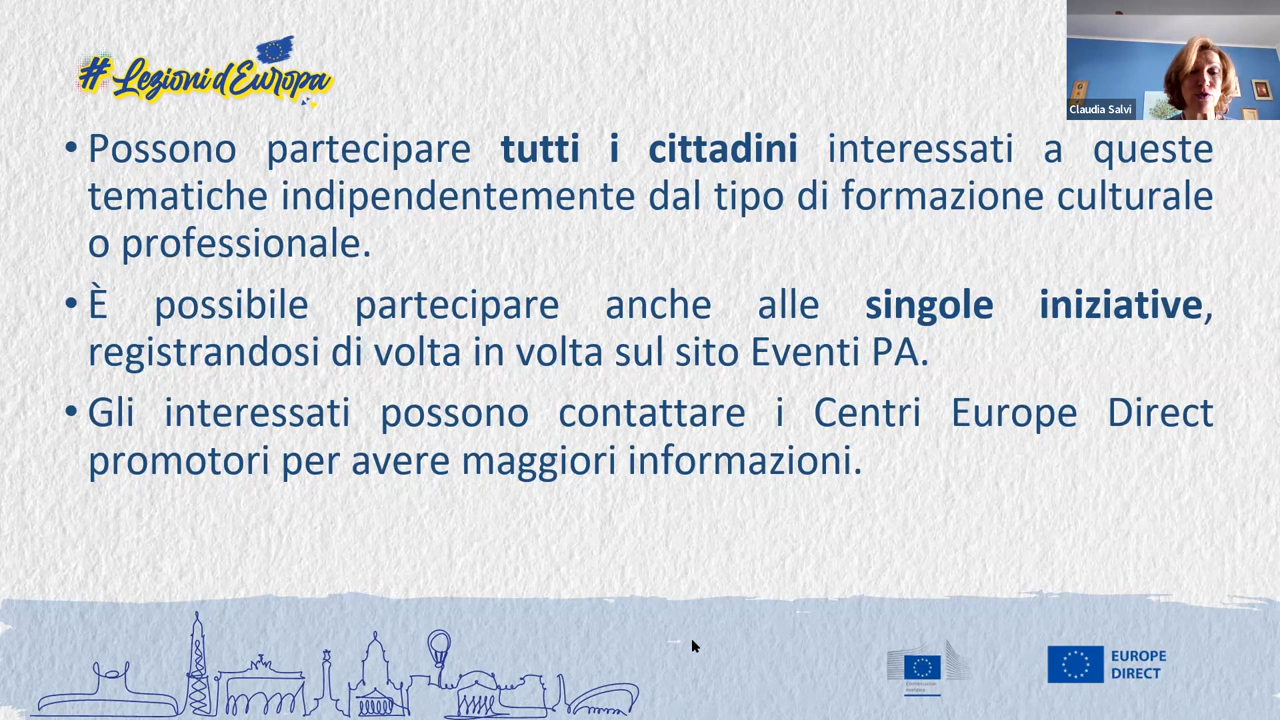 # Lezioni d'Europa
Claudia Salvi
• Possono partecipare tutti i cittadini interessati a queste
tematiche indipendentemente dal tipo di formazione culturale
o professionale.
• È possibile partecipare anche alle singole iniziative,
registrandosi di volta in volta sul sito Eventi PA.
• Gli interessati possono contattare i Centri Europe Direct
promotori per avere maggiori informazioni.
Commissione
europea
EUROPE
DIRECT